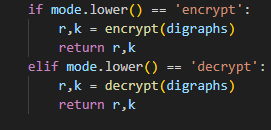 if mode.lower() == 'encrypt':
    r,k = encrypt(digraphs)
    return r,k
elif mode.lower() == 'decrypt':
    r,k = decrypt(digraphs)
    return r,k